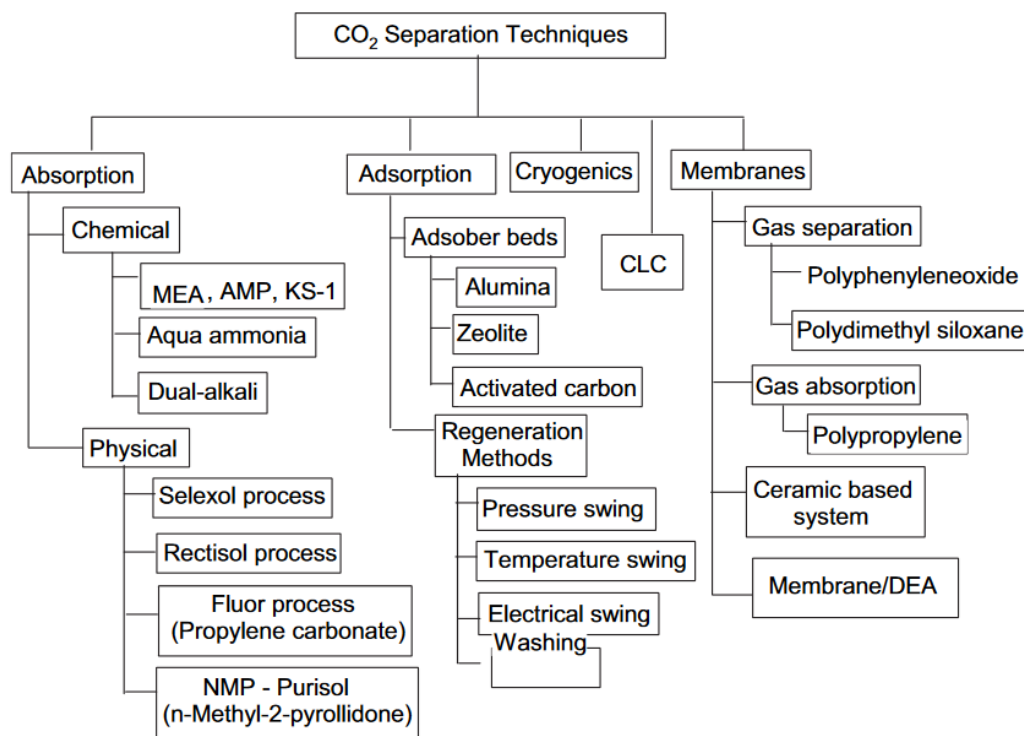 CO₂ Separation Techniques
Absorption
Chemical
MEA, AMP, KS-1
Aqua ammonia
Dual-alkali
Physical
Selexol process
Rectisol process
Fluor process
(Propylene carbonate)
NMP - Purisol
(n-Methyl-2-pyrollidone)
Adsorption
Adsober beds
Alumina
Zeolite
Activated carbon
Regeneration
Methods
Pressure swing
Temperature swing
Electrical swing
Washing
Cryogenics
CLC
Membranes
Gas separation
Polyphenyleneoxide
Polydimethyl siloxane
Gas absorption
Polypropylene
Ceramic based
system
Membrane/DEA